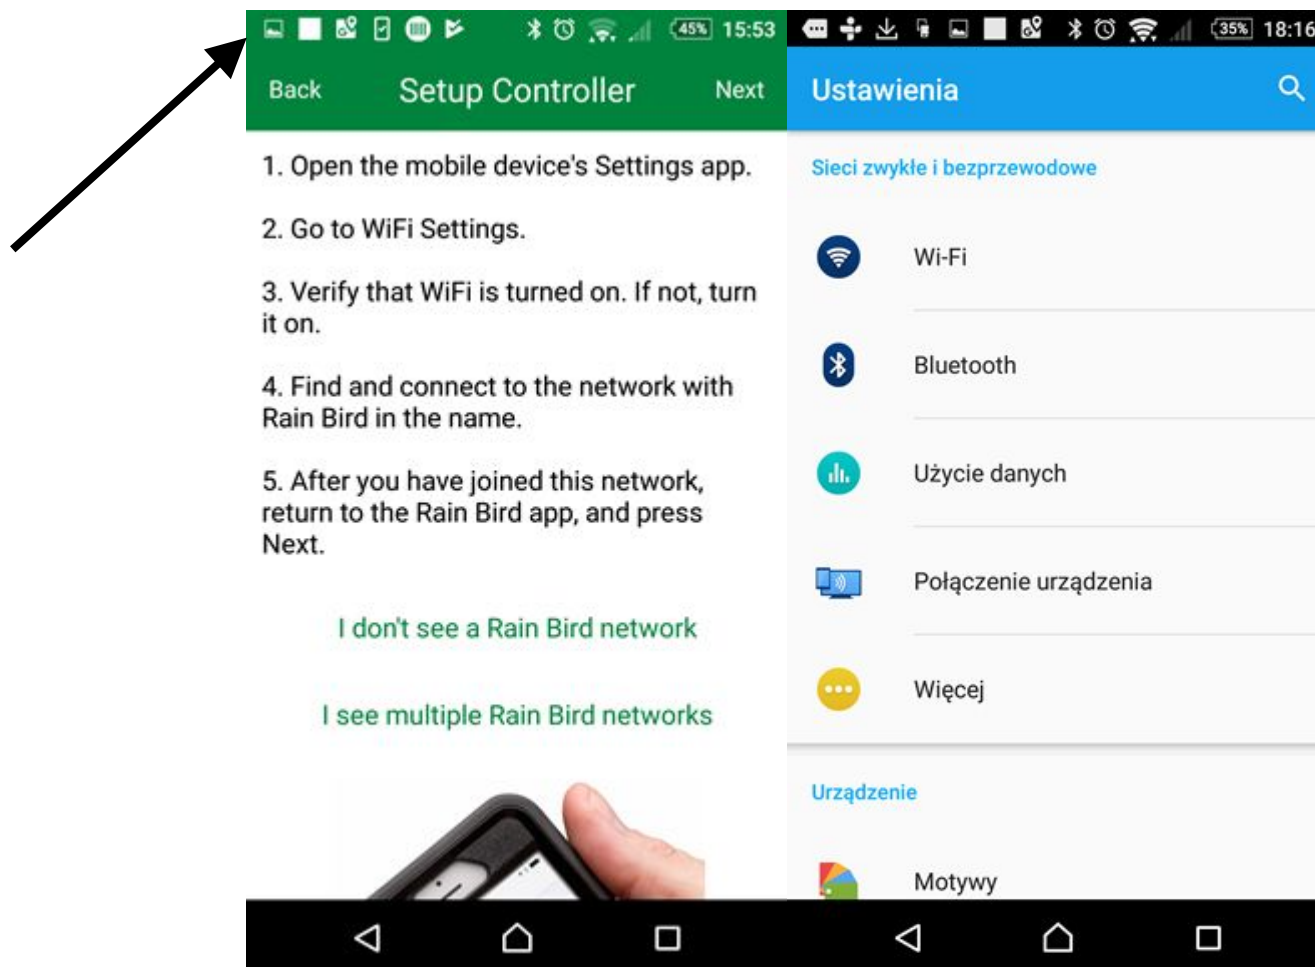 45% 15:53
Back Setup Controller Next
1. Open the mobile device's Settings app.
2. Go to WiFi Settings.
3. Verify that WiFi is turned on. If not, turn
it on.
4. Find and connect to the network with
Rain Bird in the name.
5. After you have joined this network,
return to the Rain Bird app, and press
Next.
I don't see a Rain Bird network
I see multiple Rain Bird networks
35% 18:16
Ustawienia
Sieci zwykłe i bezprzewodowe
Wi-Fi
Bluetooth
Użycie danych
Połączenie urządzenia
Więcej
Urządzenie
Motywy